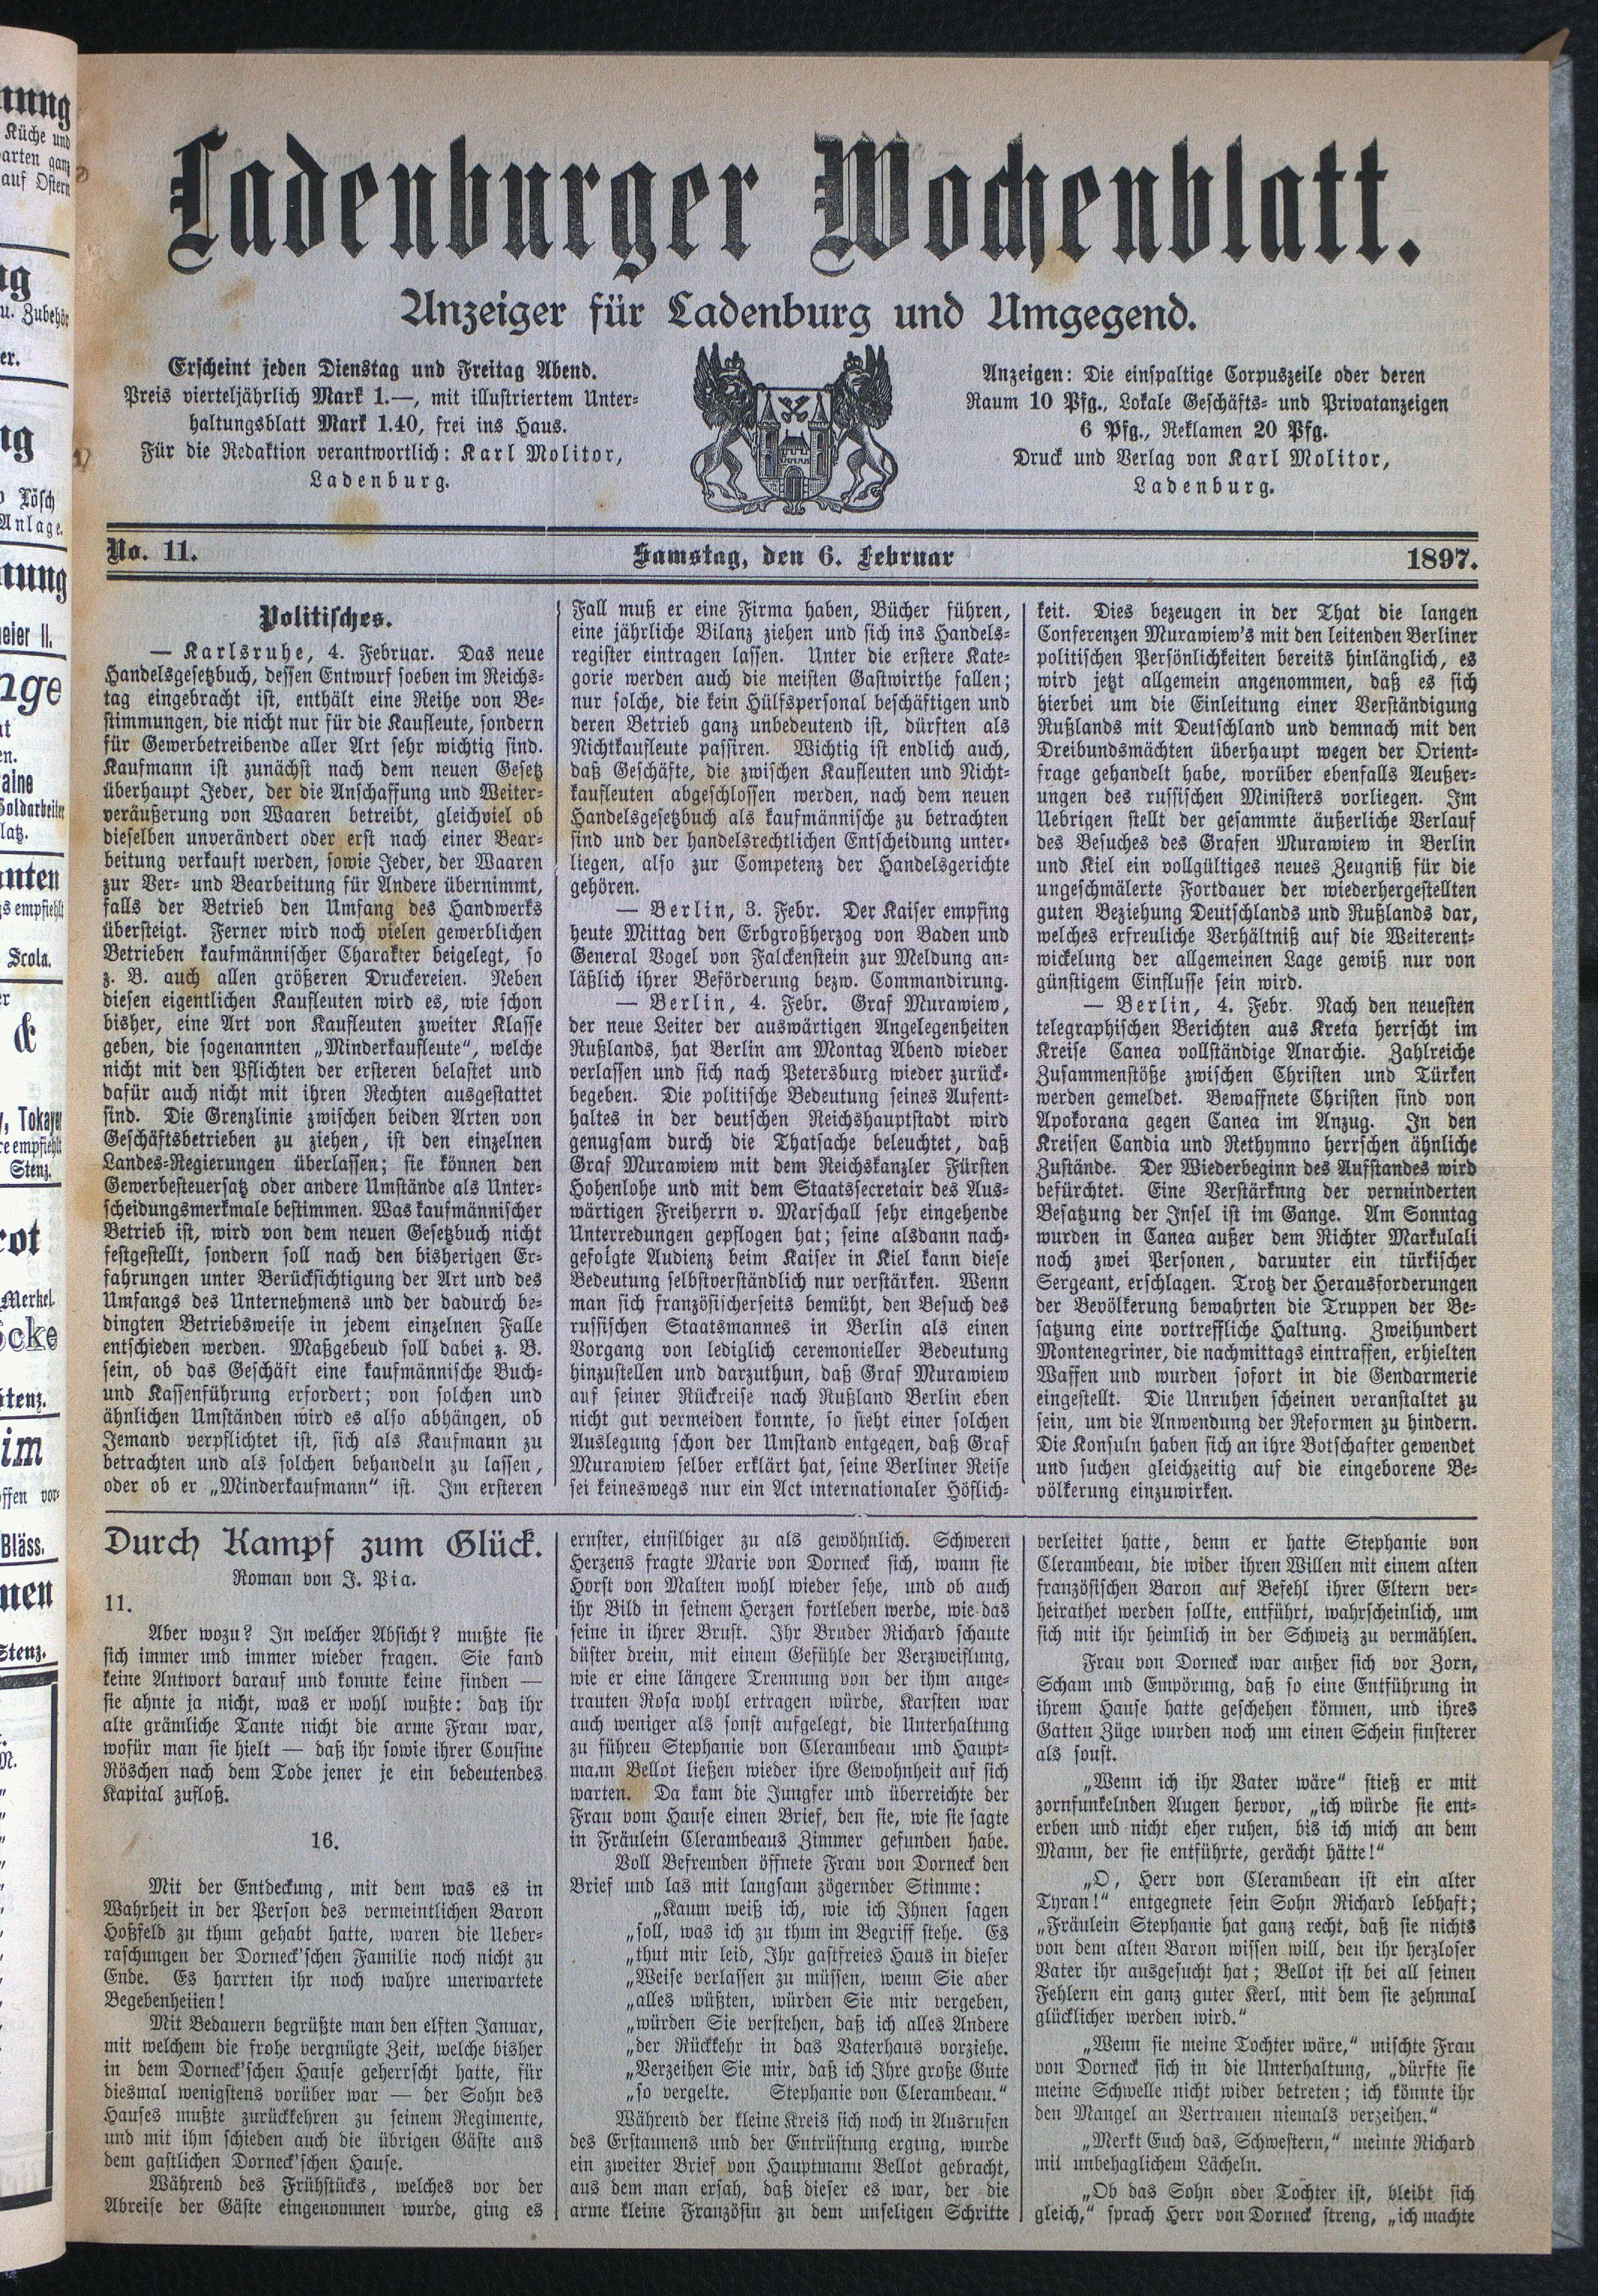 Ladenburger Wochenblatt.
Anzeiger für Ladenburg und Umgegend.
Erscheint jeden Dienstag und Freitag Abend.
Preis vierteljährlich Mark 1.—, mit illustriertem Unter-
haltungsblatt Mark 1.40, frei ins Haus.
Für die Redaktion verantwortlich: Karl Molitor,
Ladenburg.
Anzeigen: Die einspaltige Corpuszeile oder deren
Raum 10 Pfg., Lokale Geschäfts- und Privatanzeigen
6 Pfg., Reklamen 20 Pfg.
Druck und Verlag von Karl Molitor,
Ladenburg.
No. 11.
Samstag, den 6. Februar
1897.
Politisches.
— Karlsruhe, 4. Februar. Das neue
Handelsgesetzbuch, dessen Entwurf soeben im Reichs-
tag eingebracht ist, enthält eine Reihe von Be-
stimmungen, die nicht nur für die Kaufleute, sondern
für Gewerbetreibende aller Art sehr wichtig sind.
Kaufmann ist zunächst nach dem neuen Gesetz
überhaupt Jeder, der die Anschaffung und Weiter-
veräußerung von Waaren betreibt, gleichviel ob
dieselben unverändert oder erst nach einer Bear-
beitung verkauft werden, sowie Jeder, der Waaren
zur Ver- und Bearbeitung für Andere übernimmt,
falls der Betrieb den Umfang des Handwerks
übersteigt. Ferner wird noch vielen gewerblichen
Betrieben kaufmännischer Charakter beigelegt, so
z. B. auch allen größeren Druckereien. Neben
diesen eigentlichen Kaufleuten wird es, wie schon
bisher, eine Art von Kaufleuten zweiter Klasse
geben, die sogenannten „Minderkaufleute“, welche
nicht mit den Pflichten der ersteren belastet und
dafür auch nicht mit ihren Rechten ausgestattet
sind. Die Grenzlinie zwischen beiden Arten von
Geschäftsbetrieben zu ziehen, ist den einzelnen
Landes-Regierungen überlassen; sie können den
Gewerbesteuersatz oder andere Umstände als Unter-
scheidungsmerkmale bestimmen. Was kaufmännischer
Betrieb ist, wird von dem neuen Gesetzbuch nicht
festgestellt, sondern soll nach den bisherigen Er-
fahrungen unter Berücksichtigung der Art und des
Umfangs des Unternehmens und der dadurch be-
dingten Betriebsweise in jedem einzelnen Falle
entschieden werden. Maßgebeud soll dabei z. B.
sein, ob das Geschäft eine kaufmännische Buch-
und Kassenführung erfordert; von solchen und
ähnlichen Umständen wird es also abhängen, ob
Jemand verpflichtet ist, sich als Kaufmann zu
betrachten und als solchen behandeln zu lassen,
oder ob er „Minderkaufmann“ ist. Im ersteren
Fall muß er eine Firma haben, Bücher führen,
eine jährliche Bilanz ziehen und sich ins Handels-
register eintragen lassen. Unter die erstere Kate-
gorie werden auch die meisten Gastwirthe fallen;
nur solche, die kein Hülfspersonal beschäftigen und
deren Betrieb ganz unbedeutend ist, dürften als
Nichtkaufleute passiren. Wichtig ist endlich auch,
daß Geschäfte, die zwischen Kaufleuten und Nicht-
kaufleuten abgeschlossen werden, nach dem neuen
Handelsgesetzbuch als kaufmännische zu betrachten
sind und der handelsrechtlichen Entscheidung unter-
liegen, also zur Competenz der Handelsgerichte
gehören.
— Berlin, 3. Febr. Der Kaiser empfing
heute Mittag den Erbgroßherzog von Baden und
General Vogel von Falckenstein zur Meldung an-
läßlich ihrer Beförderung bezw. Commandirung.
— Berlin, 4. Febr. Graf Murawiew,
der neue Leiter der auswärtigen Angelegenheiten
Rußlands, hat Berlin am Montag Abend wieder
verlassen und sich nach Petersburg wieder zurück-
begeben. Die politische Bedeutung seines Aufent-
haltes in der deutschen Reichshauptstadt wird
genugsam durch die Thatsache beleuchtet, daß
Graf Murawiew mit dem Reichskanzler Fürsten
Hohenlohe und mit dem Staatssecretair des Aus-
wärtigen Freiherrn v. Marschall sehr eingehende
Unterredungen gepflogen hat; seine alsdann nach-
gefolgte Audienz beim Kaiser in Kiel kann diese
Bedeutung selbstverständlich nur verstärken. Wenn
man sich französischerseits bemüht, den Besuch des
russischen Staatsmannes in Berlin als einen
Vorgang von lediglich ceremonieller Bedeutung
hinzustellen und darzuthun, daß Graf Murawiew
auf seiner Rückreise nach Rußland Berlin eben
nicht gut vermeiden konnte, so sieht einer solchen
Auslegung schon der Umstand entgegen, daß Graf
Murawiew selber erklärt hat, seine Berliner Reise
sei keineswegs nur ein Act internationaler Höflich-
keit. Dies bezeugen in der That die langen
Conferenzen Murawiew's mit den leitenden Berliner
politischen Persönlichkeiten bereits hinlänglich, es
wird jetzt allgemein angenommen, daß es sich
hierbei um die Einleitung einer Verständigung
Rußlands mit Deutschland und demnach mit den
Dreibundsmächten überhaupt wegen der Orient-
frage gehandelt habe, worüber ebenfalls Aeußer-
ungen des russischen Ministers vorliegen. Im
Uebrigen stellt der gesammte äußerliche Verlauf
des Besuches des Grafen Murawiew in Berlin
und Kiel ein vollgültiges neues Zeugniß für die
ungeschmälerte Fortdauer der wiederhergestellten
guten Beziehung Deutschlands und Rußlands dar,
welches erfreuliche Verhältniß auf die Weiterent-
wickelung der allgemeinen Lage gewiß nur von
günstigem Einflusse sein wird.
— Berlin, 4. Febr. Nach den neuesten
telegraphischen Berichten aus Kreta herrscht im
Kreise Canea vollständige Anarchie. Zahlreiche
Zusammenstöße zwischen Christen und Türken
werden gemeldet. Bewaffnete Christen sind von
Apokorana gegen Canea im Anzug. In den
Kreisen Candia und Rethymno herrschen ähnliche
Zustände. Der Wiederbeginn des Aufstandes wird
befürchtet. Eine Verstärknng der verminderten
Besatzung der Insel ist im Gange. Am Sonntag
wurden in Canea außer dem Richter Markulali
noch zwei Personen, darunter ein türkischer
Sergeant, erschlagen. Trotz der Herausforderungen
der Bevölkerung bewahrten die Truppen der Be-
satzung eine vortreffliche Haltung. Zweihundert
Montenegriner, die nachmittags eintraffen, erhielten
Waffen und wurden sofort in die Gendarmerie
eingestellt. Die Unruhen scheinen veranstaltet zu
sein, um die Anwendung der Reformen zu hindern.
Die Konsuln haben sich an ihre Botschafter gewendet
und suchen gleichzeitig auf die eingeborene Be-
völkerung einzuwirken.
Durch Kampf zum Glück.
Roman von J. Pia.
11.
Aber wozu? In welcher Absicht? mußte sie
sich immer und immer wieder fragen. Sie fand
keine Antwort darauf und konnte keine finden —
sie ahnte ja nicht, was er wohl wußte: daß ihr
alte grämliche Tante nicht die arme Frau war,
wofür man sie hielt — daß ihr sowie ihrer Cousine
Röschen nach dem Tode jener je ein bedeutendes
Kapital zufloß.
16.
Mit der Entdeckung, mit dem was es in
Wahrheit in der Person des vermeintlichen Baron
Hoßfeld zu thun gehabt hatte, waren die Ueber-
raschungen der Dorneck'schen Familie noch nicht zu
Ende. Es harrten ihr noch wahre unerwartete
Begebenheiien!
Mit Bedauern begrüßte man den elften Januar,
mit welchem die frohe vergnügte Zeit, welche bisher
in dem Dorneck'schen Hause geherrscht hatte, für
diesmal wenigstens vorüber war — der Sohn des
Hauses mußte zurückkehren zu seinem Regimente,
und mit ihm schieden auch die übrigen Gäste aus
dem gastlichen Dorneck'schen Hause.
Während des Frühstücks, welches vor der
Abreise der Gäste eingenommen wurde, ging es
ernster, einsilbiger zu als gewöhnlich. Schweren
Herzens fragte Marie von Dorneck sich, wann sie
Horst von Malten wohl wieder sehe, und ob auch
ihr Bild in seinem Herzen fortleben werde, wie das
seine in ihrer Brust. Ihr Bruder Richard schaute
düster drein, mit einem Gefühle der Verzweiflung,
wie er eine längere Trennung von der ihm ange-
trauten Rosa wohl ertragen würde, Karsten war
auch weniger als sonst aufgelegt, die Unterhaltung
zu führeu Stephanie von Clerambeau und Haupt-
mann Bellot ließen wieder ihre Gewohnheit auf sich
warten. Da kam die Jungfer und überreichte der
Frau vom Hause einen Brief, den sie, wie sie sagte
in Fräulein Clerambeaus Zimmer gefunden habe.
Voll Befremden öffnete Frau von Dorneck den
Brief und las mit langsam zögernder Stimme:
„Kaum weiß ich, wie ich Ihnen sagen
„soll, was ich zu thun im Begriff stehe. Es
„thut mir leid, Ihr gastfreies Haus in dieser
„Weise verlassen zu müssen, wenn Sie aber
„alles wüßten, würden Sie mir vergeben,
„würden Sie verstehen, daß ich alles Andere
„der Rückkehr in das Vaterhaus vorziehe.
„Verzeihen Sie mir, daß ich Ihre große Gute
„so vergelte. Stephanie von Clerambeau.“
Während der kleine Kreis sich noch in Ausrufen
des Erstaunens und der Entrüstung erging, wurde
ein zweiter Brief von Hauptmann Bellot gebracht,
aus dem man ersah, daß dieser es war, der die
arme kleine Französin zu dem unseligen Schritte
verleitet hatte, denn er hatte Stephanie von
Clerambeau, die wider ihren Willen mit einem alten
französischen Baron auf Befehl ihrer Eltern ver-
heirathet werden sollte, entführt, wahrscheinlich, um
sich mit ihr heimlich in der Schweiz zu vermählen.
Frau von Dorneck war außer sich vor Zorn,
Scham und Empörung, daß so eine Entführung in
ihrem Hause hatte geschehen können, und ihres
Gatten Züge wurden noch um einen Schein finsterer
als sonst.
„Wenn ich ihr Vater wäre“ stieß er mit
zornfunkelnden Augen hervor, „ich würde sie ent-
erben und nicht eher ruhen, bis ich mich an dem
Mann, der sie entführte, gerächt hätte!“
„O, Herr von Clerambean ist ein alter
Tyran!“ entgegnete sein Sohn Richard lebhaft;
„Fräulein Stephanie hat ganz recht, daß sie nichts
von dem alten Baron wissen will, den ihr herzloser
Vater ihr ausgesucht hat; Bellot ist bei all seinen
Fehlern ein ganz guter Kerl, mit dem sie zehnmal
glücklicher werden wird.“
„Wenn sie meine Tochter wäre,“ mischte Frau
von Dorneck sich in die Unterhaltung, „dürfte sie
meine Schwelle nicht wider betreten; ich könnte ihr
den Mangel an Vertrauen niemals verzeihen.“
„Merkt Euch das, Schwestern,“ meinte Richard
mit unbehaglichem Lächeln.
„Ob das Sohn oder Tochter ist, bleibt sich
gleich,“ sprach Herr von Dorneck streng, „ich machte